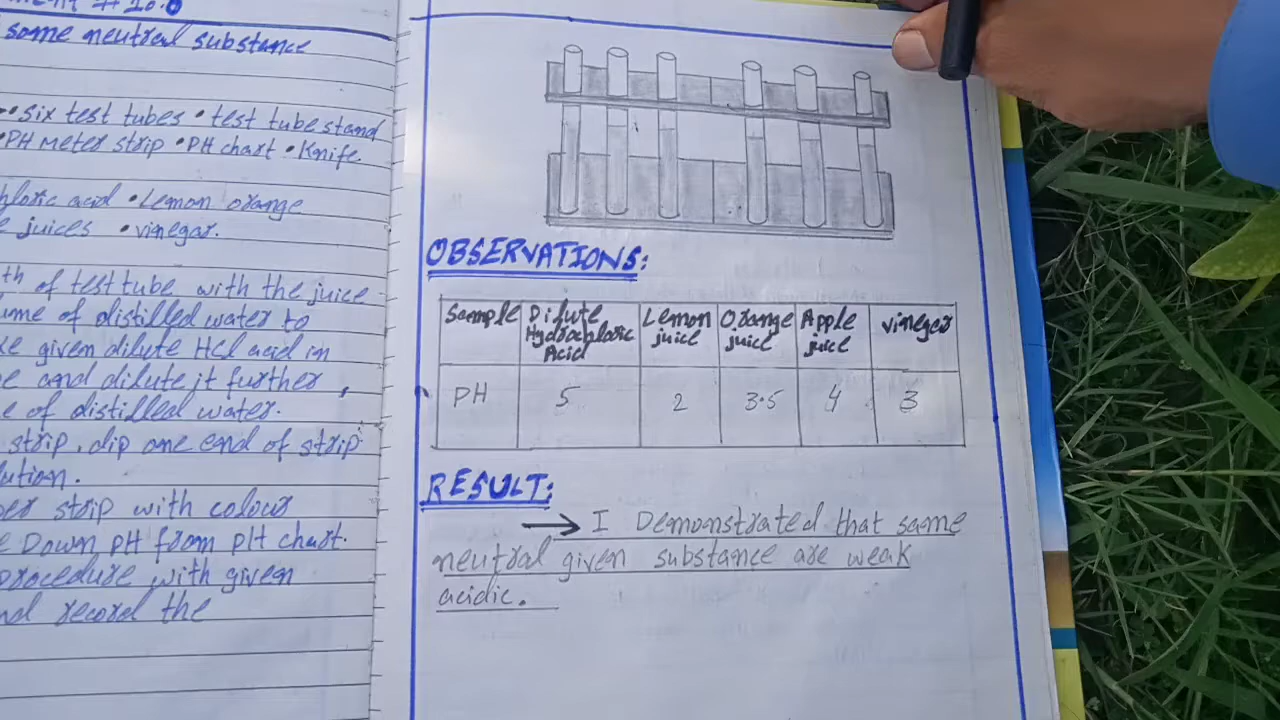 some neutral substance
• Six test tubes • test tube stand
• PH meter strip • PH chart • Knife.
acid • Lemon orange
juices • vinegar.
of test tube with the juice
of distilled water to
given dilute HCl acid in
and dilute it further,
of distilled water.
strip, dip one end of strip
strip with colour
Down PH from pH chart.
procedure with given
record the
OBSERVATIONS:
Sample Dilute Hydrochloric Acid Lemon juice Orange juice Apple juice vinegar
PH 5 2 3.5 4 3
RESULT:
→ I Demonstrated that some
neutral given substance are weak
acidic.